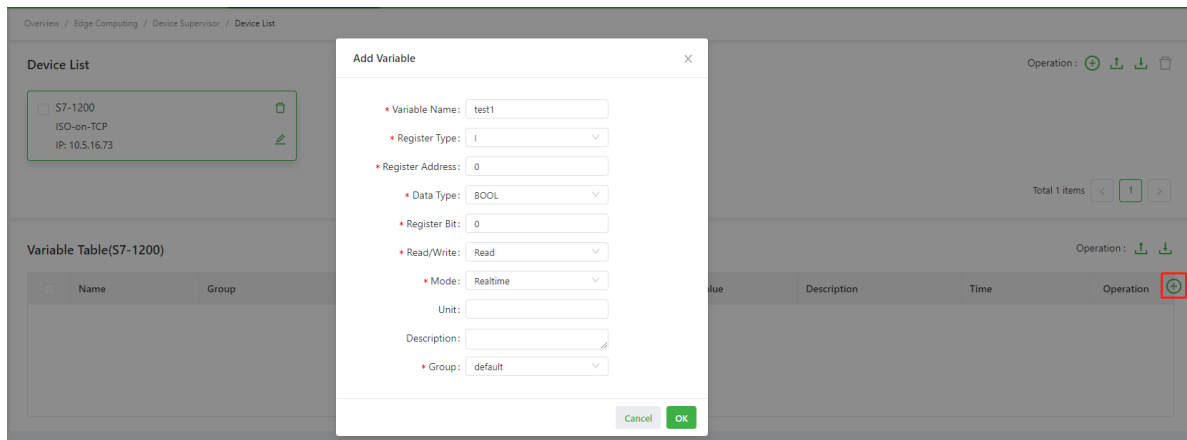 Overview / Edge Computing / Device Supervisor / Device List
Device List
Operation :
S7-1200
ISO-on-TCP
IP: 10.5.16.73
Total 1 items < 1 >
Add Variable X
* Variable Name: test1
* Register Type: I
* Register Address: 0
* Data Type: BOOL
* Register Bit: 0
* Read/Write: Read
* Mode: Realtime
Unit:
Description:
* Group: default
Cancel OK
Variable Table(S7-1200)
Operation :
Name Group Description Time Operation